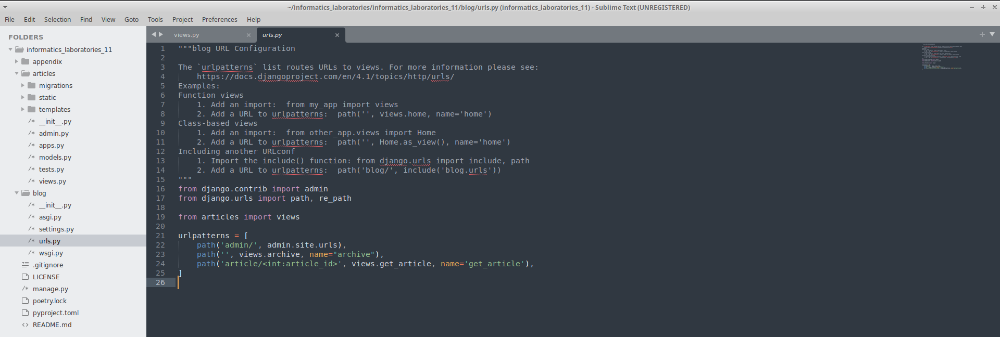 ~/informatics_laboratories/informatics_laboratories_11/blog/urls.py (informatics_laboratories_11) - Sublime Text (UNREGISTERED)
File Edit Selection Find View Goto Tools Project Preferences Help
FOLDERS
informatics_laboratories_11
appendix
articles
migrations
static
templates
/* __init__.py
/* admin.py
/* apps.py
/* models.py
/* tests.py
/* views.py
blog
/* __init__.py
/* asgi.py
/* settings.py
/* urls.py
/* wsgi.py
.gitignore
LICENSE
/* manage.py
poetry.lock
pyproject.toml
<> README.md
views.py × urls.py ×
1 """blog URL Configuration
2
3 The `urlpatterns` list routes URLs to views. For more information please see:
4     https://docs.djangoproject.com/en/4.1/topics/http/urls/
5 Examples:
6 Function views
7     1. Add an import:  from my_app import views
8     2. Add a URL to urlpatterns:  path('', views.home, name='home')
9 Class-based views
10     1. Add an import:  from other_app.views import Home
11     2. Add a URL to urlpatterns:  path('', Home.as_view(), name='home')
12 Including another URLconf
13     1. Import the include() function: from django.urls import include, path
14     2. Add a URL to urlpatterns:  path('blog/', include('blog.urls'))
15 """
16 from django.contrib import admin
17 from django.urls import path, re_path
18
19 from articles import views
20
21 urlpatterns = [
22     path('admin/', admin.site.urls),
23     path('', views.archive, name="archive"),
24     path('article/<int:article_id>', views.get_article, name='get_article'),
25 ]
26